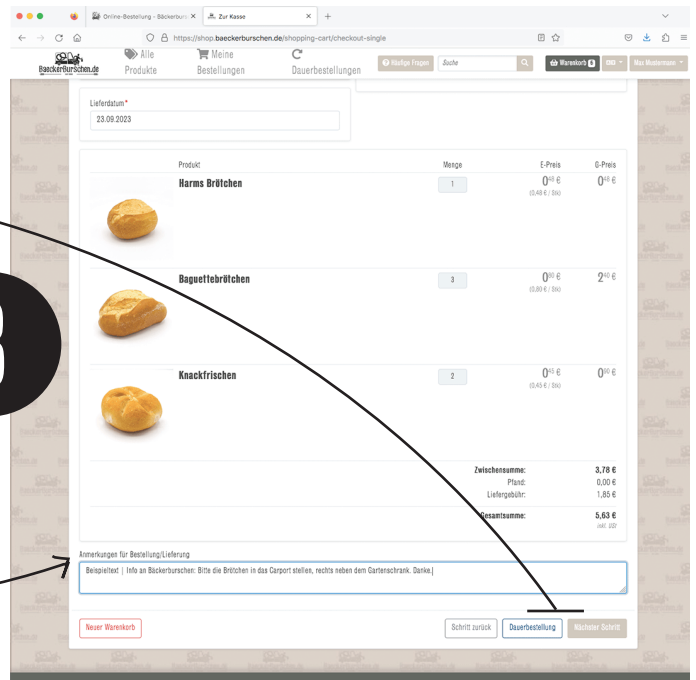 Online-Bestellung - Bäckerburs
Zur Kasse
https://shop.baeckerburschen.de/shopping-cart/checkout-single
BaeckerBurschen.de
Alle
Produkte
Meine
Bestellungen
Dauerbestellungen
Häufige Fragen
Suche
Warenkorb 6
Max Mustermann
Lieferdatum*
23.09.2023
Produkt Menge E-Preis G-Preis
Harms Brötchen 1 0,48 € 0,48 €
(0,48 € / Stk)
Baguettebrötchen 3 0,80 € 2,40 €
(0,80 € / Stk)
Knackfrischen 2 0,45 € 0,90 €
(0,45 € / Stk)
Zwischensumme: 3,78 €
Pfand: 0,00 €
Liefergebühr: 1,85 €
Gesamtsumme: 5,63 €
inkl. USt
Anmerkungen für Bestellung/Lieferung
Beispieltext | Info an Bäckerburschen: Bitte die Brötchen in das Carport stellen, rechts neben dem Gartenschrank. Danke.
Neuer Warenkorb
Schritt zurück
Dauerbestellung
Nächster Schritt